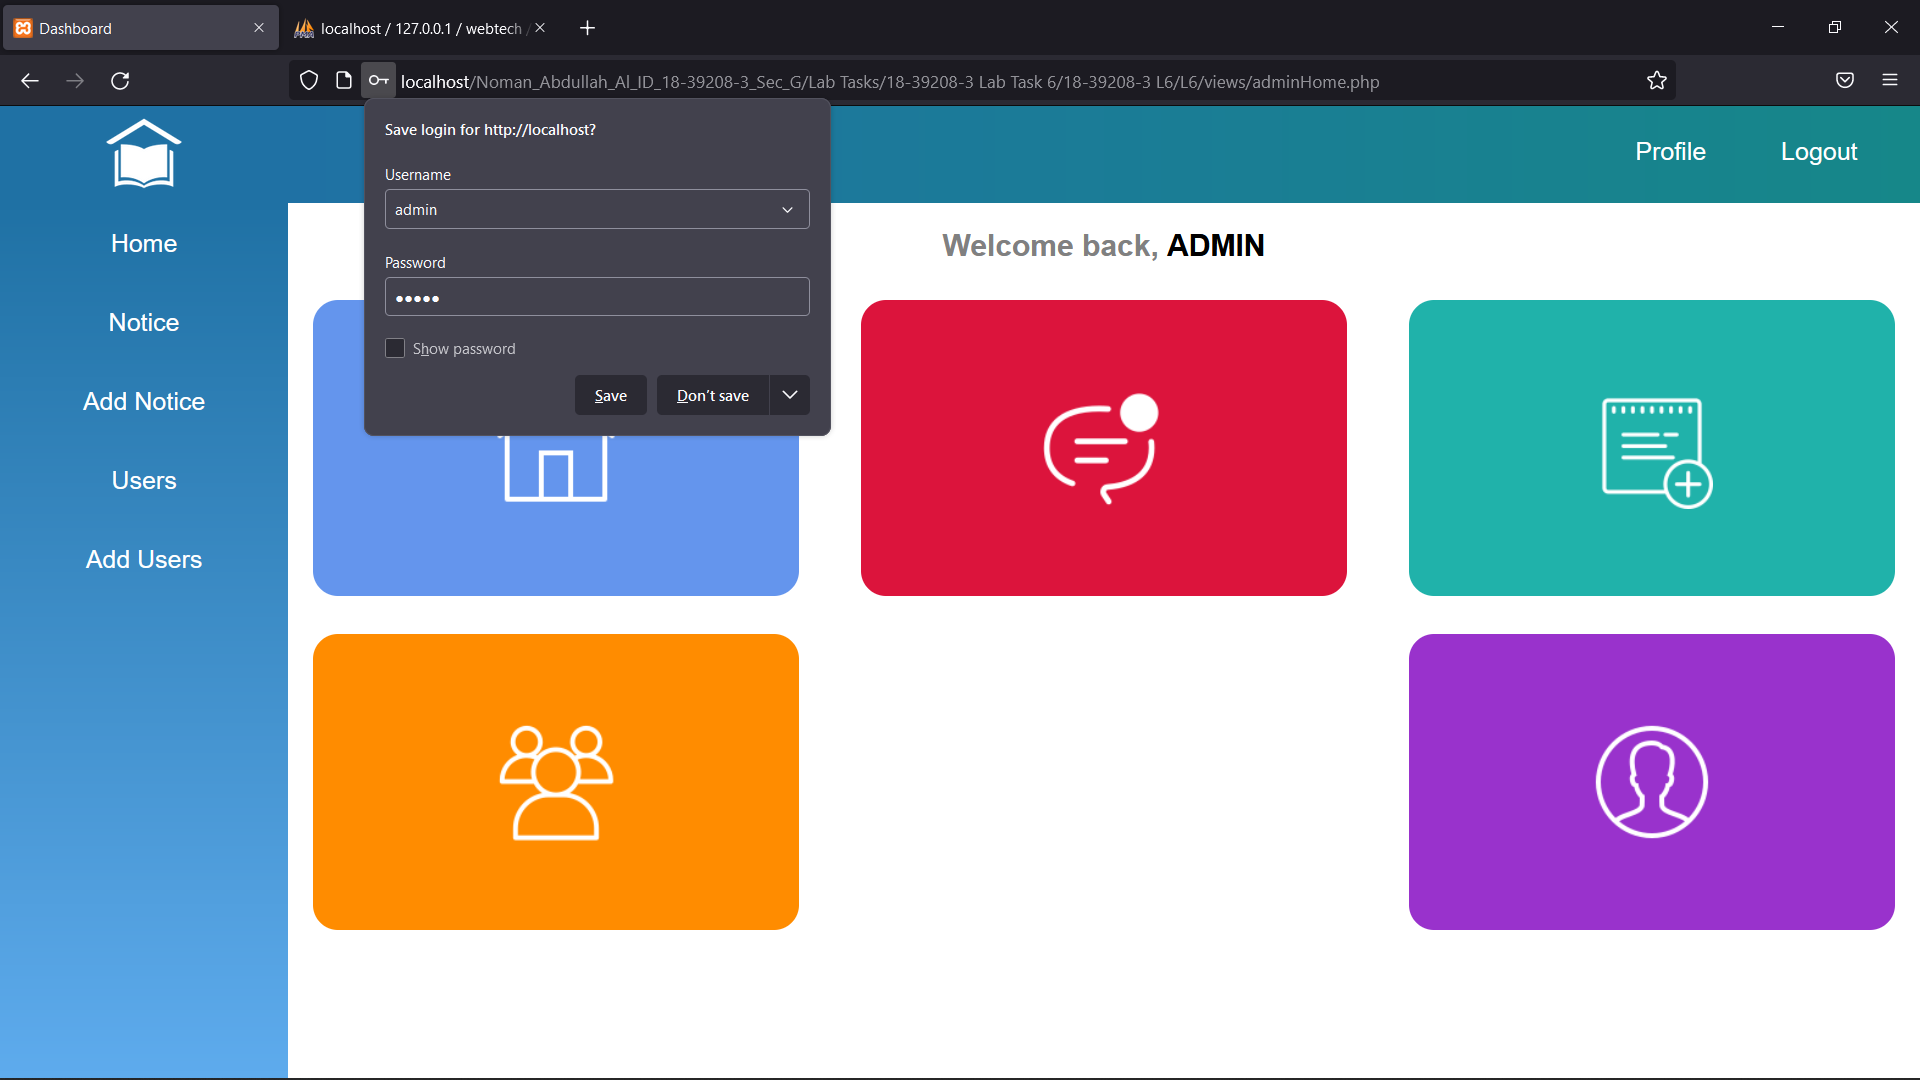 Dashboard
localhost / 127.0.0.1 / webtech /
localhost/Noman_Abdullah_Al_ID_18-39208-3_Sec_G/Lab Tasks/18-39208-3 Lab Task 6/18-39208-3 L6/L6/views/adminHome.php
Save login for http://localhost?
Username
admin
Password
Show password
Save
Don’t save
Profile
Logout
Home
Notice
Add Notice
Users
Add Users
Welcome back, ADMIN